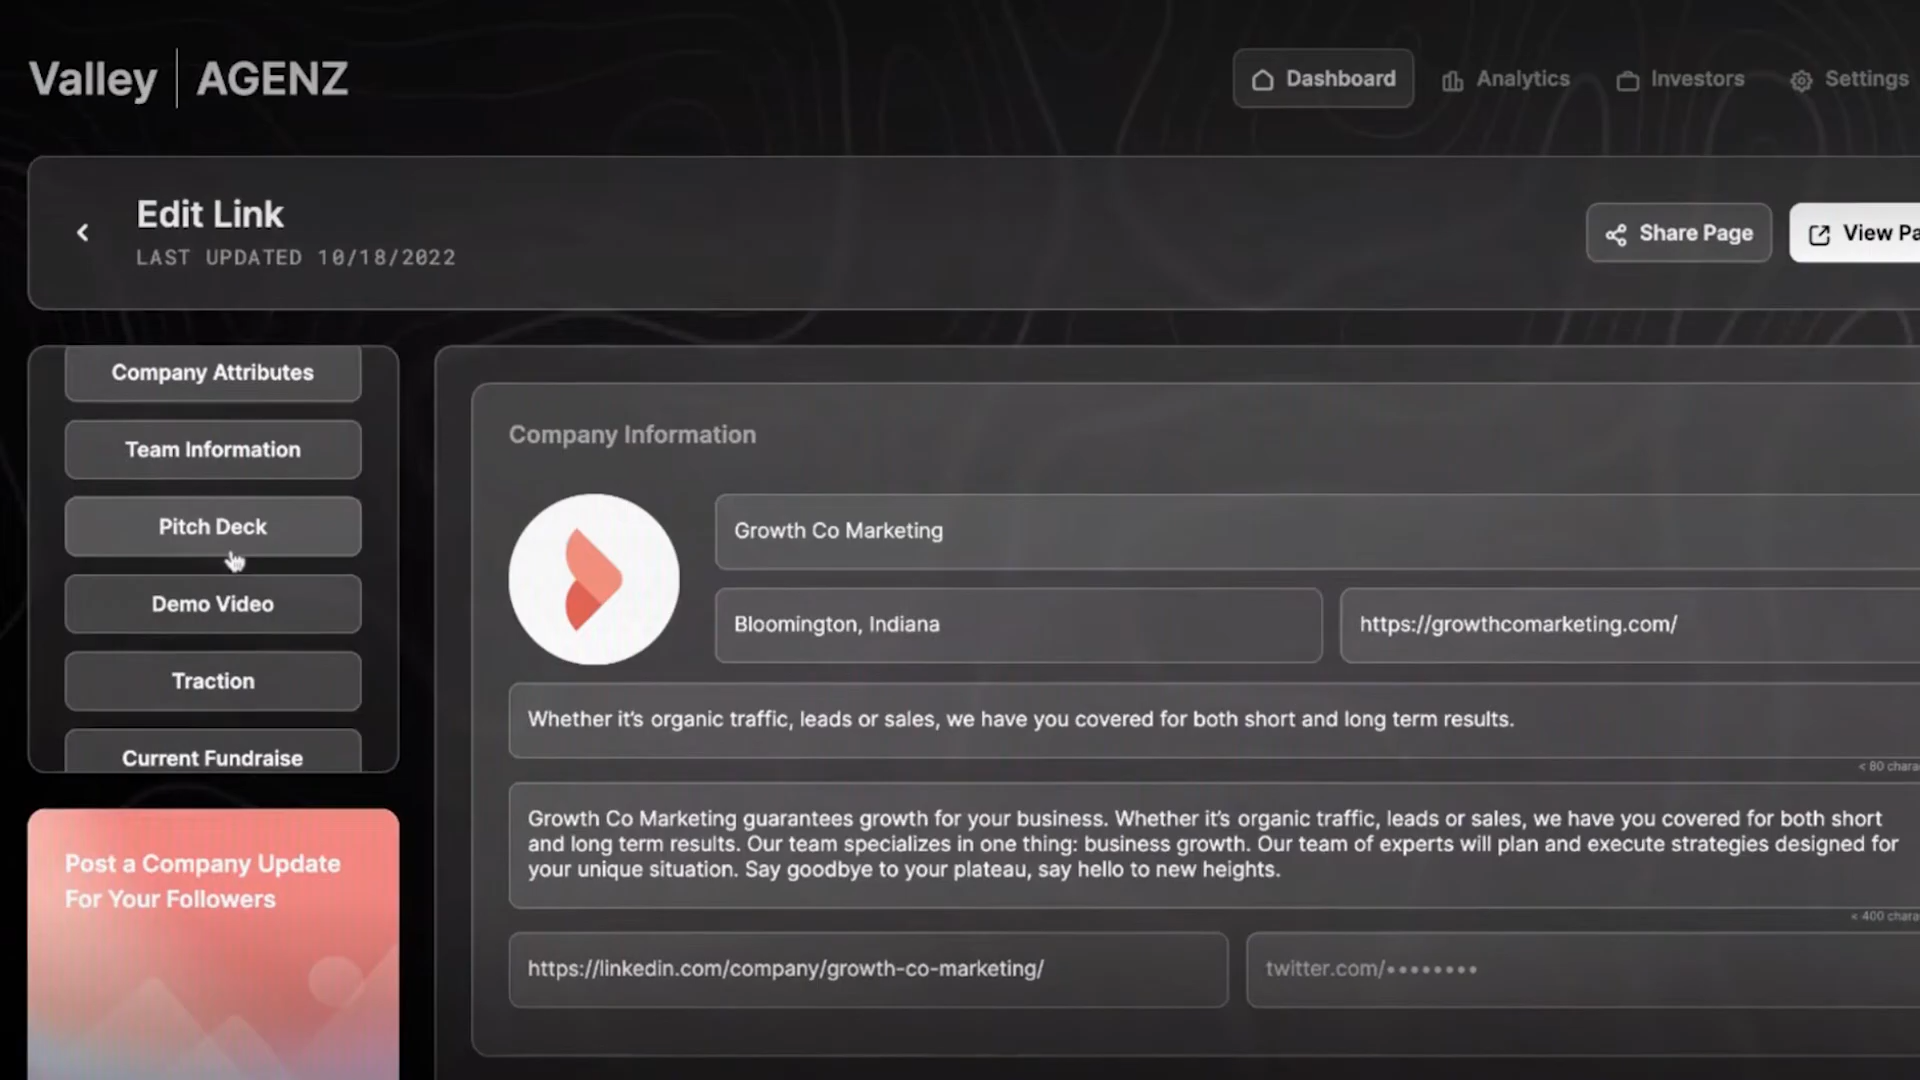 Valley | AGENZ
Dashboard
Analytics
Investors
Settings
Edit Link
LAST UPDATED 10/18/2022
Share Page
View
Company Attributes
Team Information
Pitch Deck
Demo Video
Traction
Current Fundraise
Post a Company Update
For Your Followers
Company Information
Growth Co Marketing
Bloomington, Indiana
https://growthcomarketing.com/
Whether it's organic traffic, leads or sales, we have you covered for both short and long term results.
< 80
Growth Co Marketing guarantees growth for your business. Whether it's organic traffic, leads or sales, we have you covered for both short
and long term results. Our team specializes in one thing: business growth. Our team of experts will plan and execute strategies designed for
your unique situation. Say goodbye to your plateau, say hello to new heights.
< 400
https://linkedin.com/company/growth-co-marketing/
twitter.com/••••••••